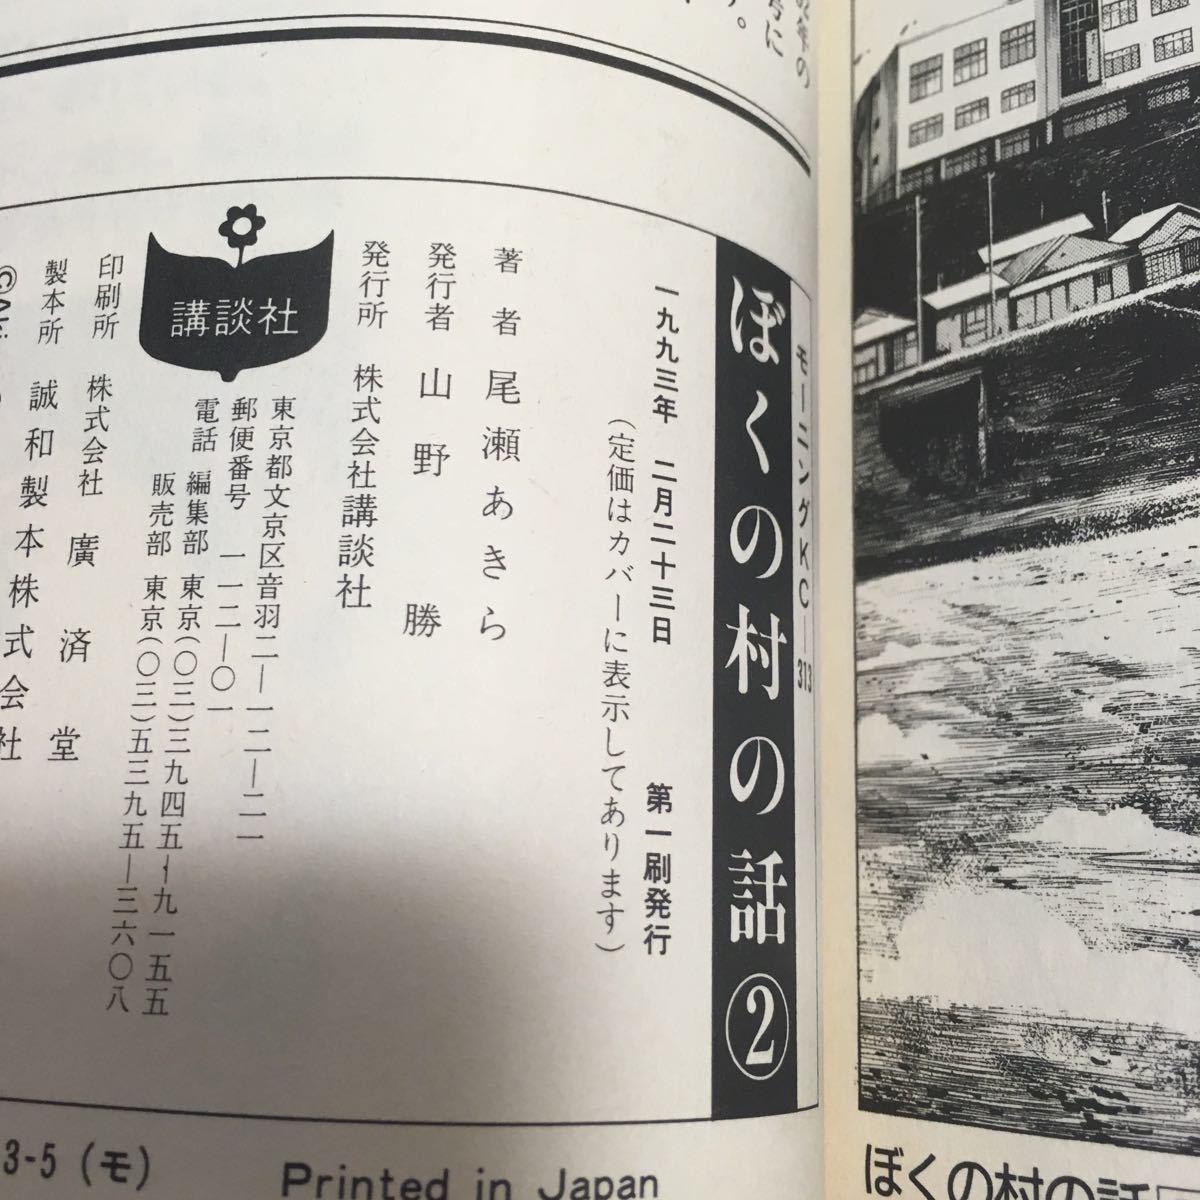 モーニングKC―313
ぼくの村の話②
一九九三年 二月二十三日 第一刷発行
(定価はカバーに表示してあります)
著者 尾瀬あきら
発行者 山野 勝
発行所 株式会社講談社
東京都文京区音羽二―一二―二一
郵便番号 一一二―〇一
電話 編集部 東京(〇三)三九四五―九一五五
販売部 東京(〇三)五三九五―三六〇八
講談社
印刷所 株式会社 廣済堂
製本所 誠和製本株式会社
3-5 (モ)
Printed in Japan
ぼくの村の話